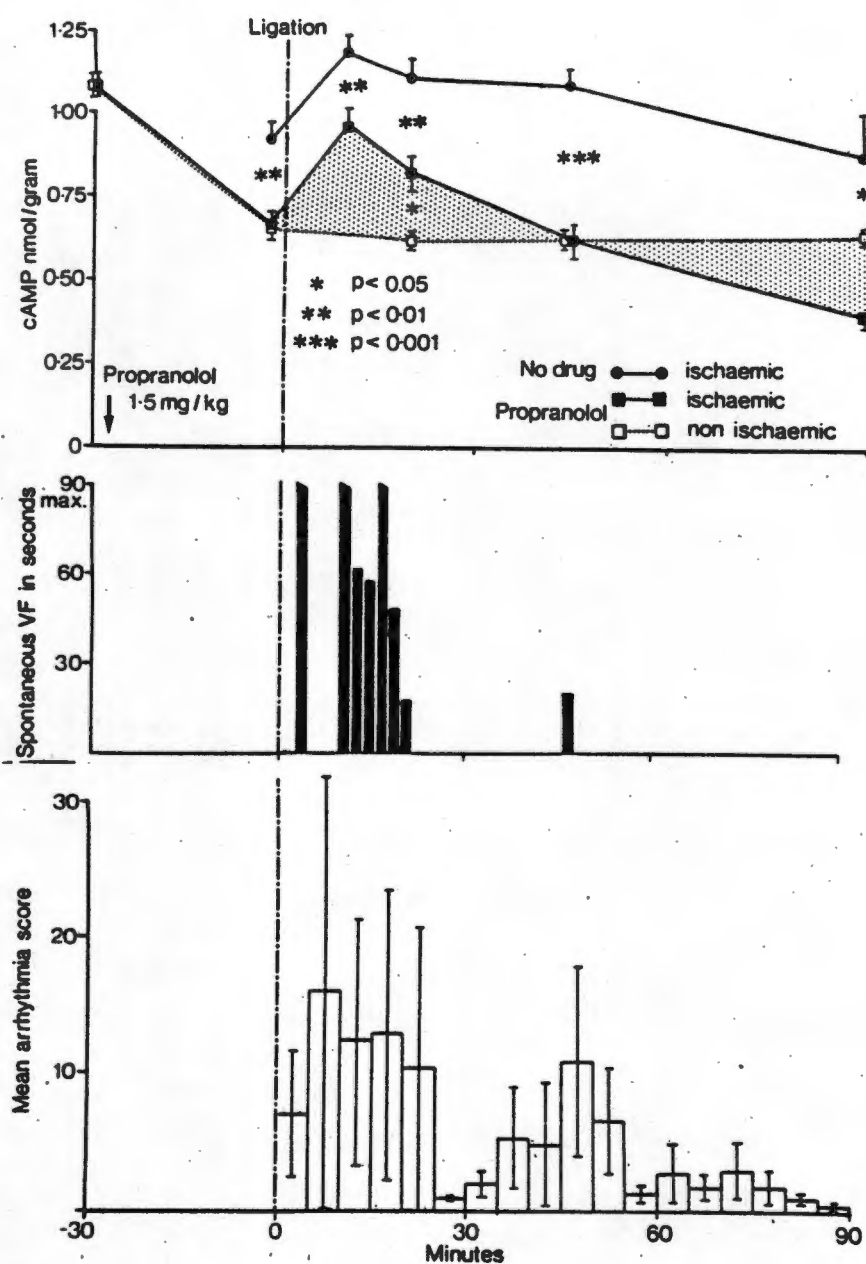 1·25
Ligation
1·00
**
**
**
***
*
*
0·75
0·50
0·25
0
cAMP nmol/gram
* p< 0.05
** p< 0·01
*** p< 0·001
Propranolol
1·5 mg/kg
No drug ischaemic
Propranolol ischaemic
non ischaemic
90
max.
60
30
Spontaneous VF in seconds
30
20
10
Mean arrhythmia score
-30 0 30 60 90
Minutes